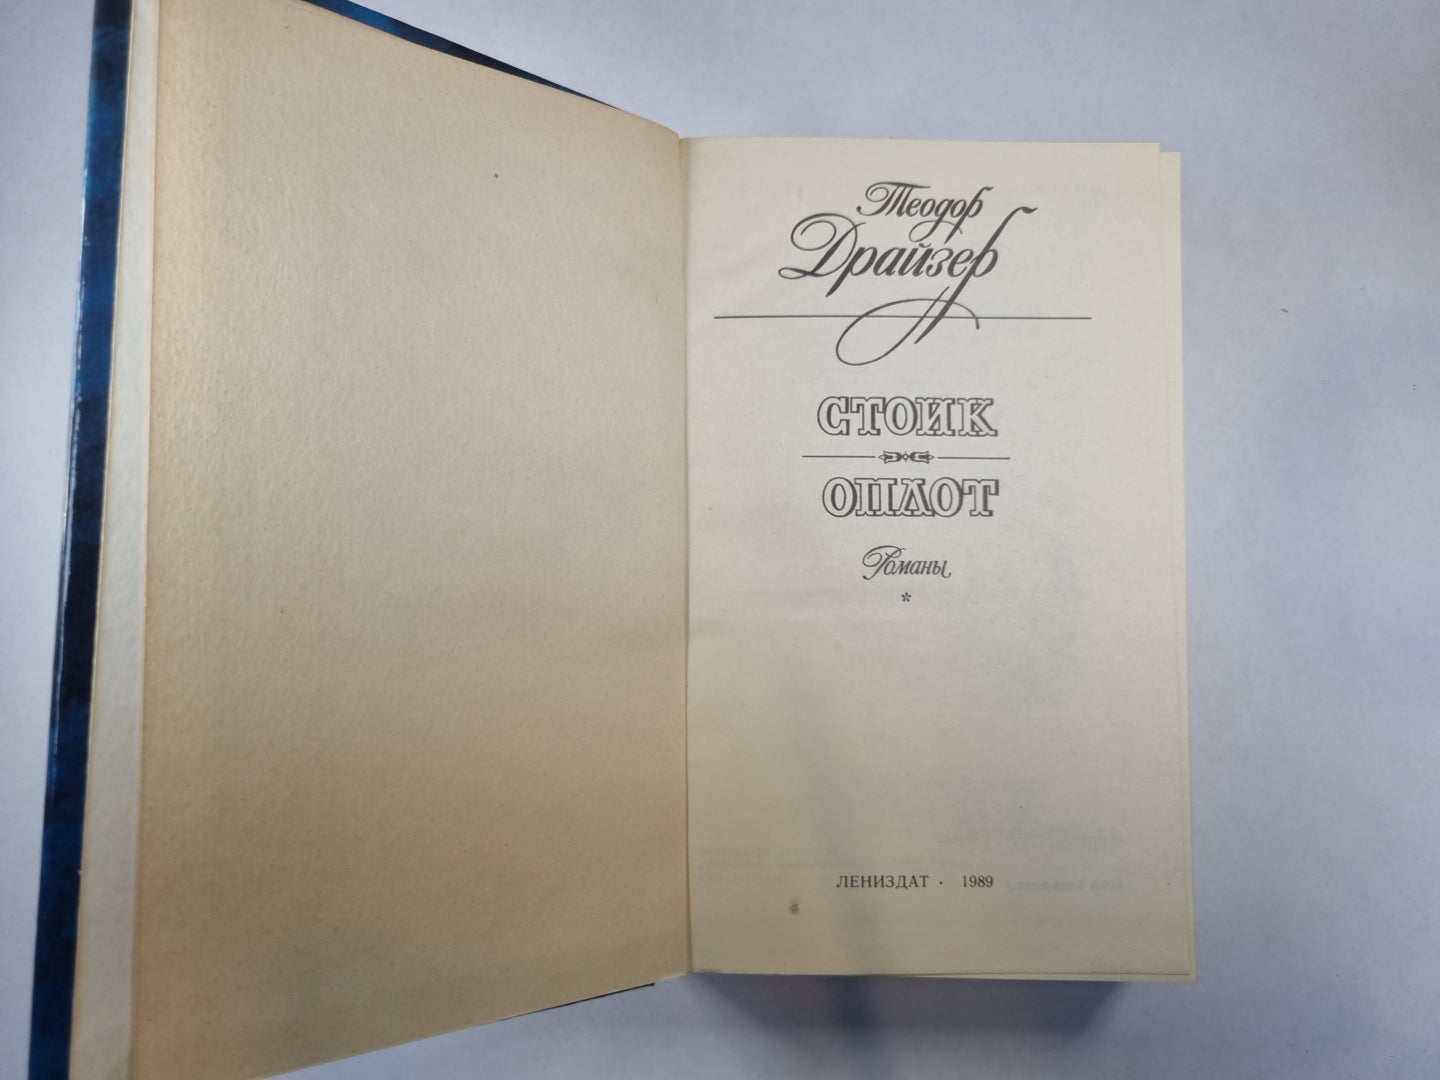 Теодор
Драйзер
СТОИК
ОПЛОТ
Романы
*
ЛЕНИЗДАТ · 1989